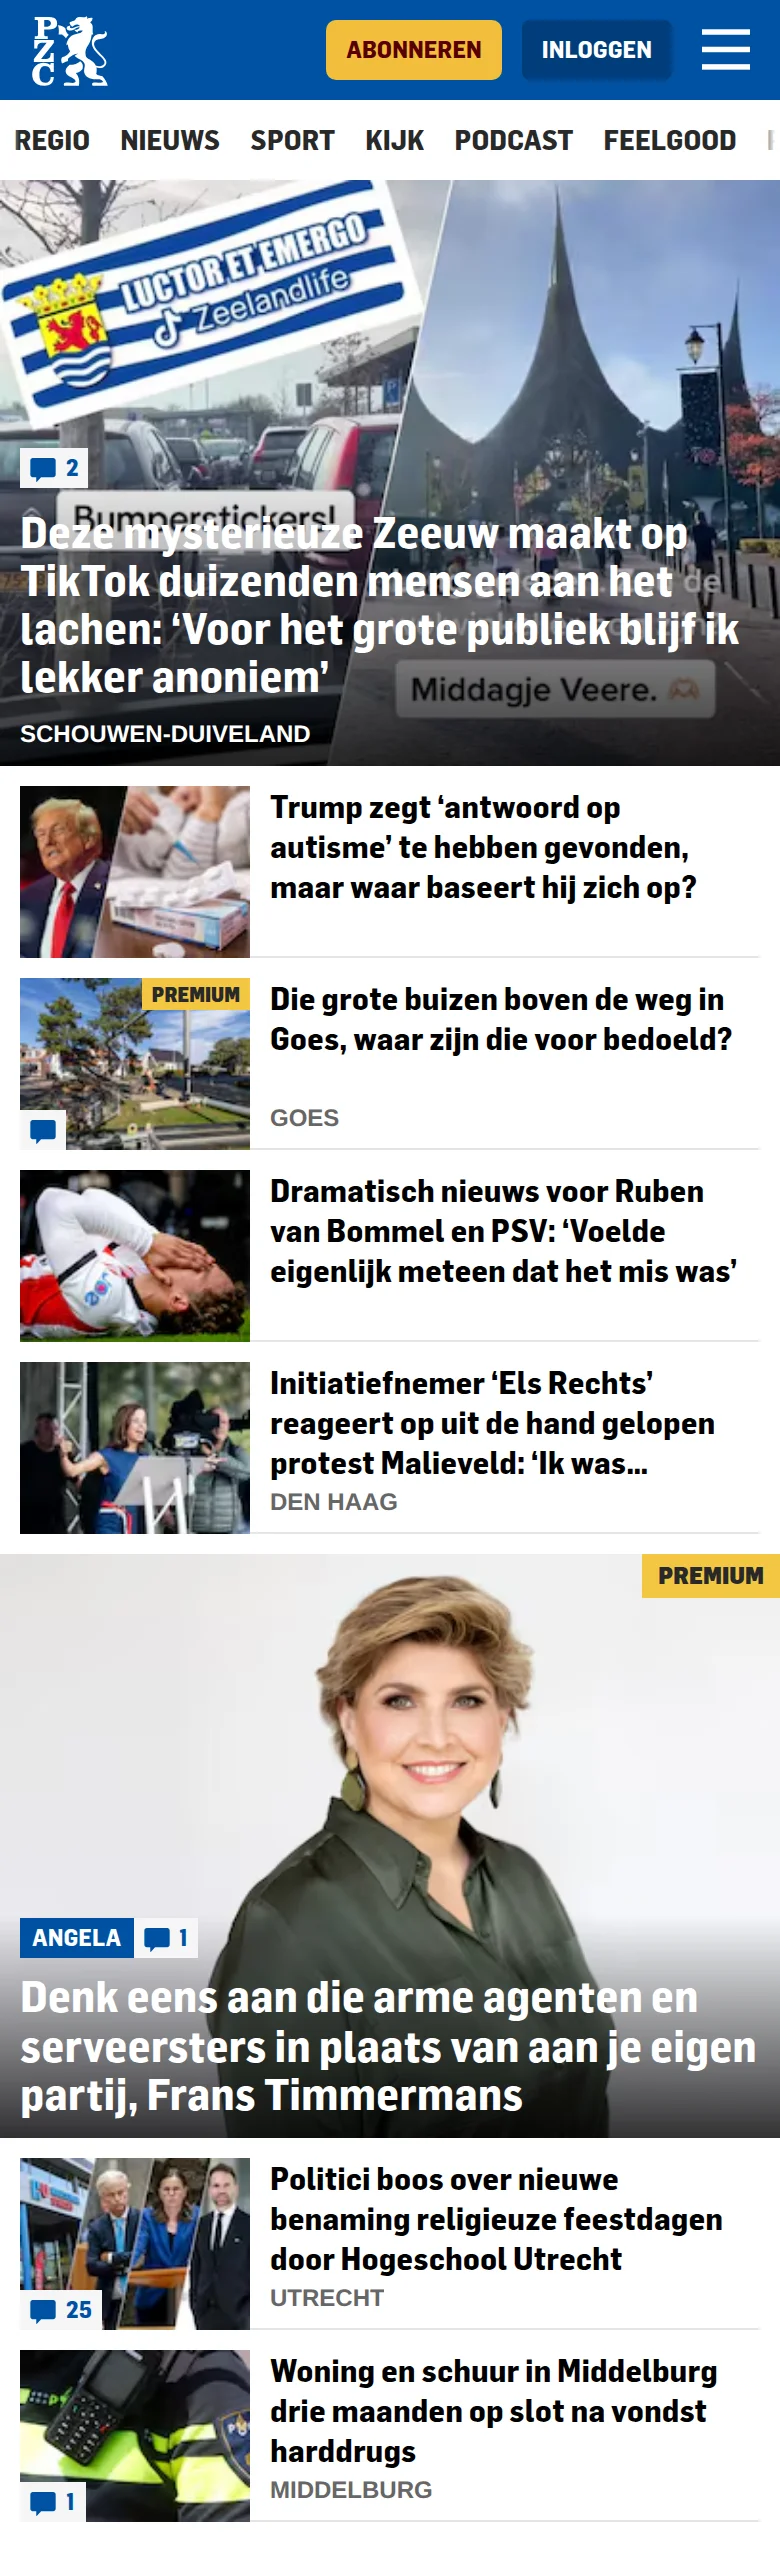 PZC
ABONNEREN
INLOGGEN
REGIO NIEUWS SPORT KIJK PODCAST FEELGOOD
LUCTOR ET EMERGO
Zeelandlife
2
Bumperstickers!
Deze mysterieuze Zeeuw maakt op
TikTok duizenden mensen aan het
lachen: ‘Voor het grote publiek blijf ik
lekker anoniem’
Middagje Veere.
SCHOUWEN-DUIVELAND
Trump zegt ‘antwoord op
autisme’ te hebben gevonden,
maar waar baseert hij zich op?
PREMIUM
Die grote buizen boven de weg in
Goes, waar zijn die voor bedoeld?
GOES
Dramatisch nieuws voor Ruben
van Bommel en PSV: ‘Voelde
eigenlijk meteen dat het mis was’
Initiatiefnemer ‘Els Rechts’
reageert op uit de hand gelopen
protest Malieveld: ‘Ik was...
DEN HAAG
PREMIUM
ANGELA 1
Denk eens aan die arme agenten en
serveersters in plaats van aan je eigen
partij, Frans Timmermans
Politici boos over nieuwe
benaming religieuze feestdagen
door Hogeschool Utrecht
UTRECHT
25
Woning en schuur in Middelburg
drie maanden op slot na vondst
harddrugs
MIDDELBURG
1